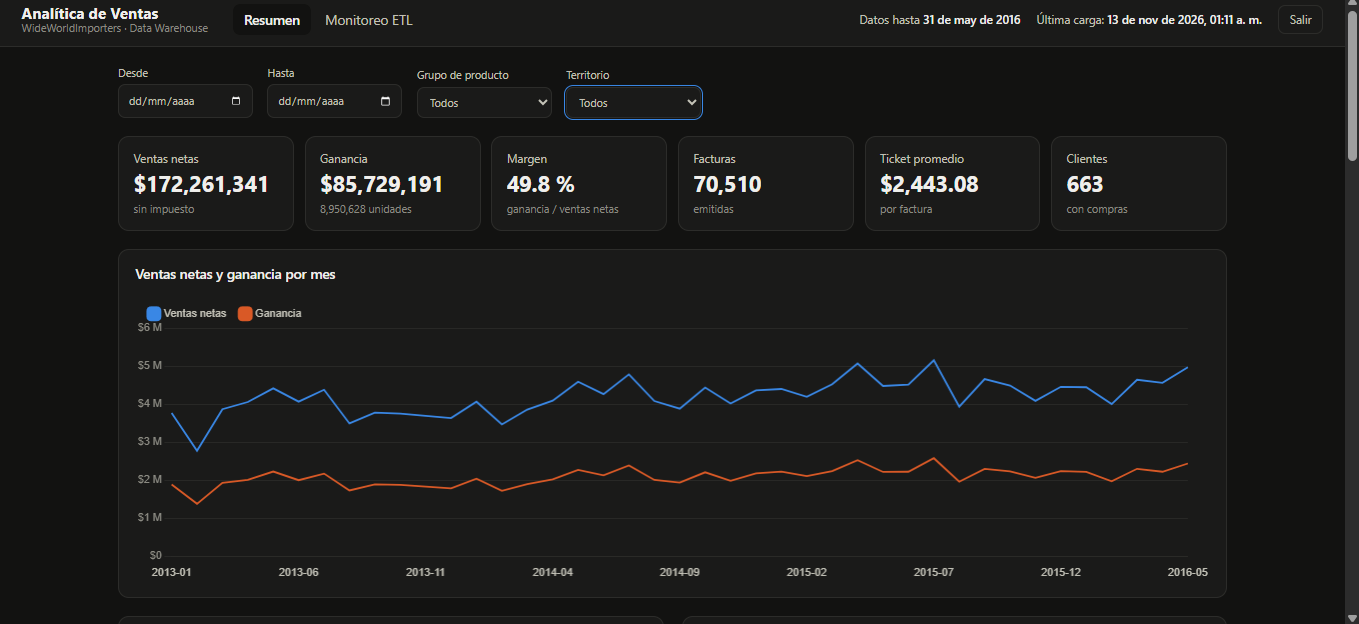 Analítica de Ventas
WideWorldImporters · Data Warehouse
Resumen
Monitoreo ETL
Datos hasta 31 de may de 2016
Última carga: 13 de nov de 2026, 01:11 a. m.
Salir
Desde
Hasta
Grupo de producto
Territorio
dd/mm/aaaa
dd/mm/aaaa
Todos
Todos
Ventas netas
$172,261,341
sin impuesto
Ganancia
$85,729,191
8,950,628 unidades
Margen
49.8 %
ganancia / ventas netas
Facturas
70,510
emitidas
Ticket promedio
$2,443.08
por factura
Clientes
663
con compras
Ventas netas y ganancia por mes
Ventas netas
Ganancia
$6 M
$5 M
$4 M
$3 M
$2 M
$1 M
$0
2013-01
2013-06
2013-11
2014-04
2014-09
2015-02
2015-07
2015-12
2016-05